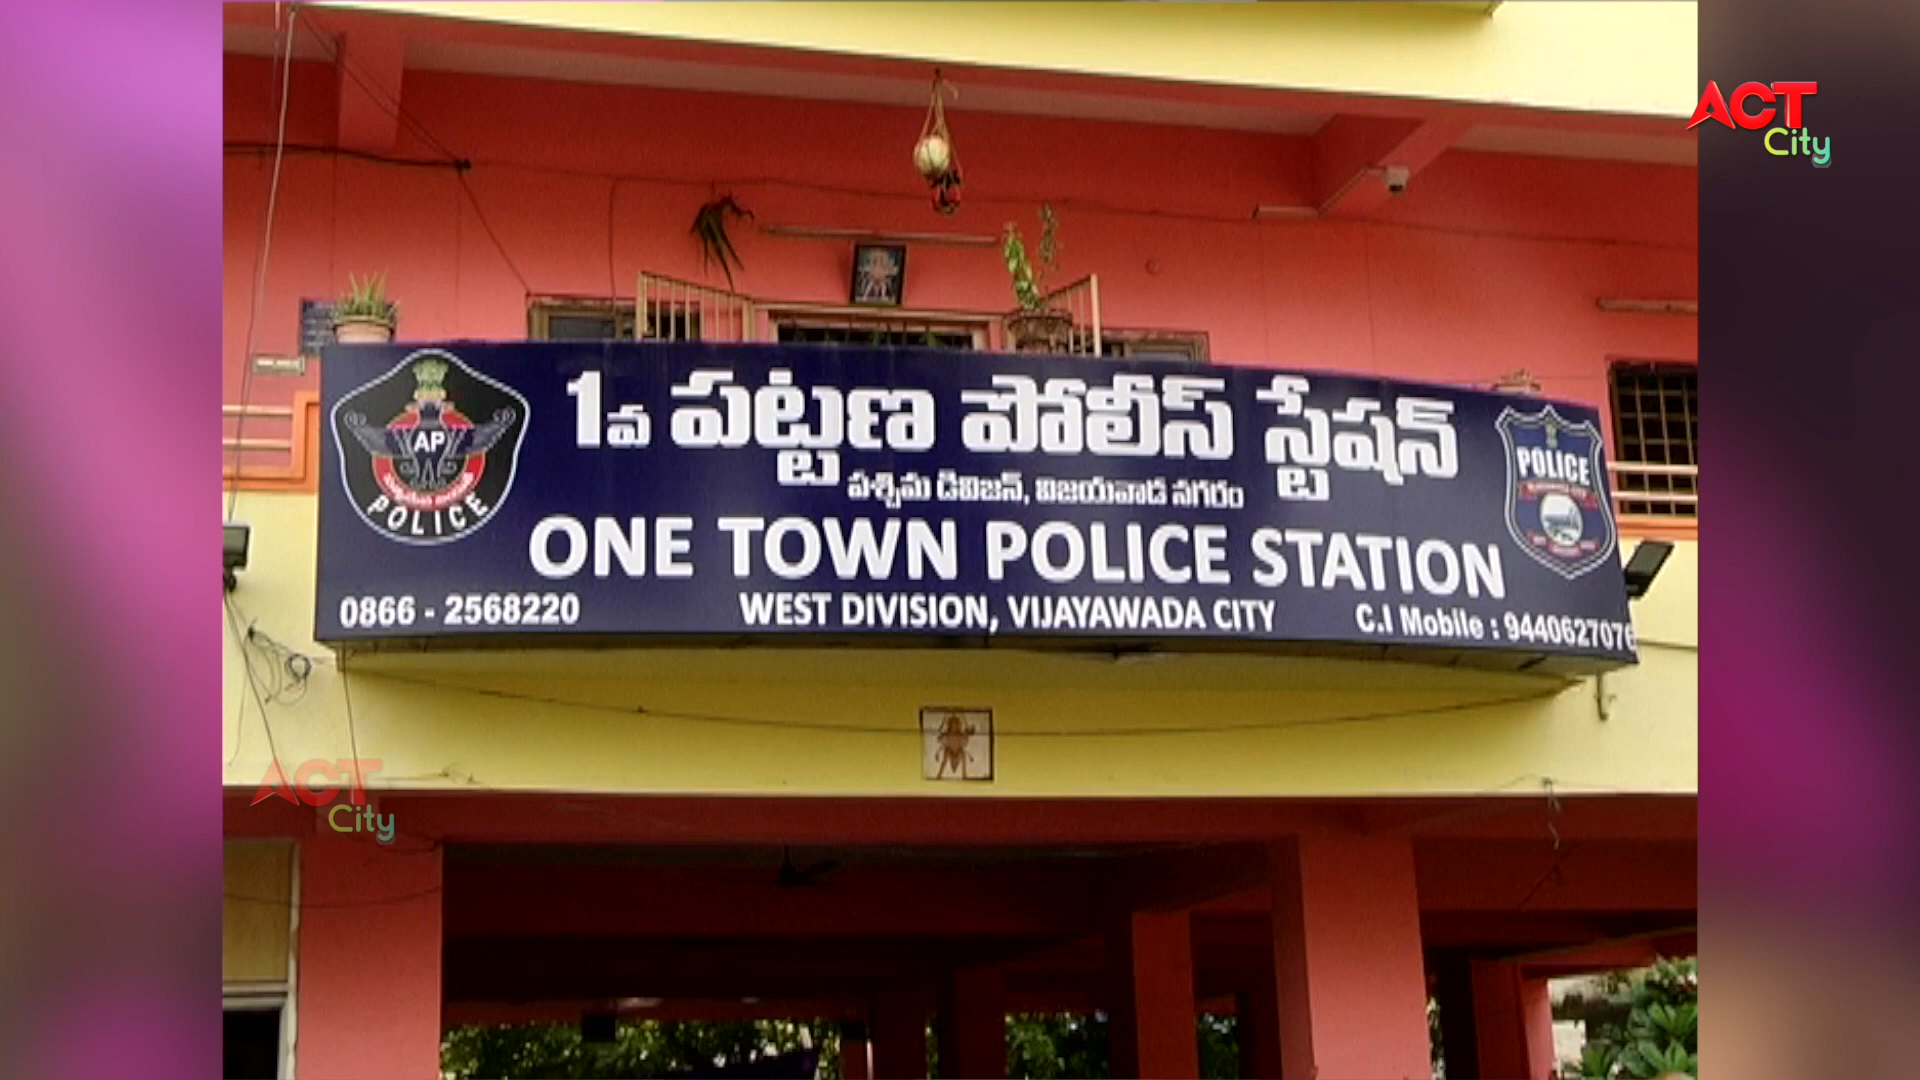 ACT
City
1వ పట్టణ పోలీస్ స్టేషన్
పశ్చిమ డివిజన్, విజయవాడ నగరం
ONE TOWN POLICE STATION
0866 - 2568220
WEST DIVISION, VIJAYAWADA CITY
C.I Mobile : 9440627076
AP
POLICE
POLICE
ACT
City